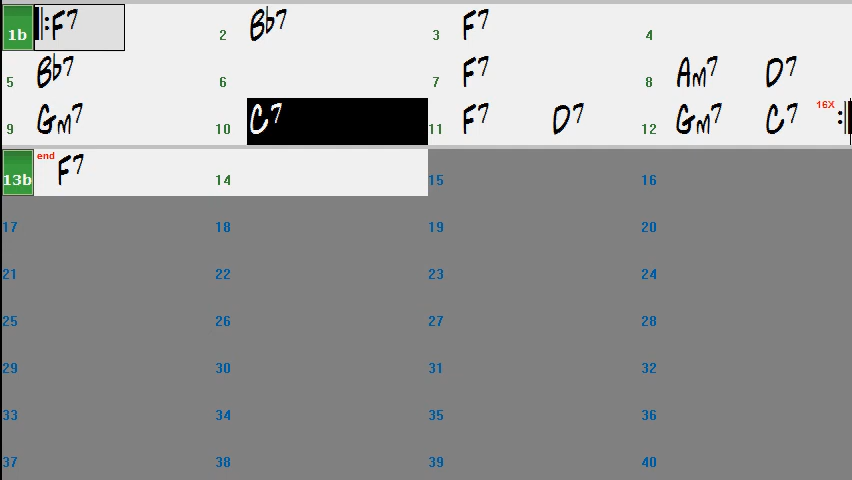 1b F7 2 Bb7 3 F7 4
5 Bb7 6 7 F7 8 Am7 D7
9 Gm7 10 C7 11 F7 D7 12 Gm7 C7 16X
13b end F7 14 15 16
17 18 19 20
21 22 23 24
25 26 27 28
29 30 31 32
33 34 35 36
37 38 39 40